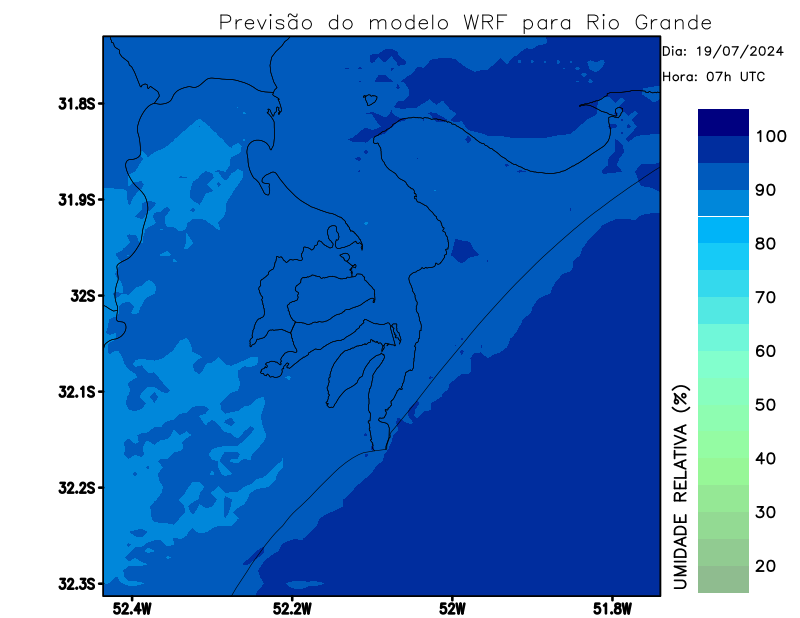 Previsão do modelo WRF para Rio Grande
Dia: 19/07/2024
Hora: 07h UTC
31.8S
31.9S
32S
32.1S
32.2S
32.3S
52.4W 52.2W 52W 51.8W
100
90
80
70
60
50
40
30
20
UMIDADE RELATIVA (%)